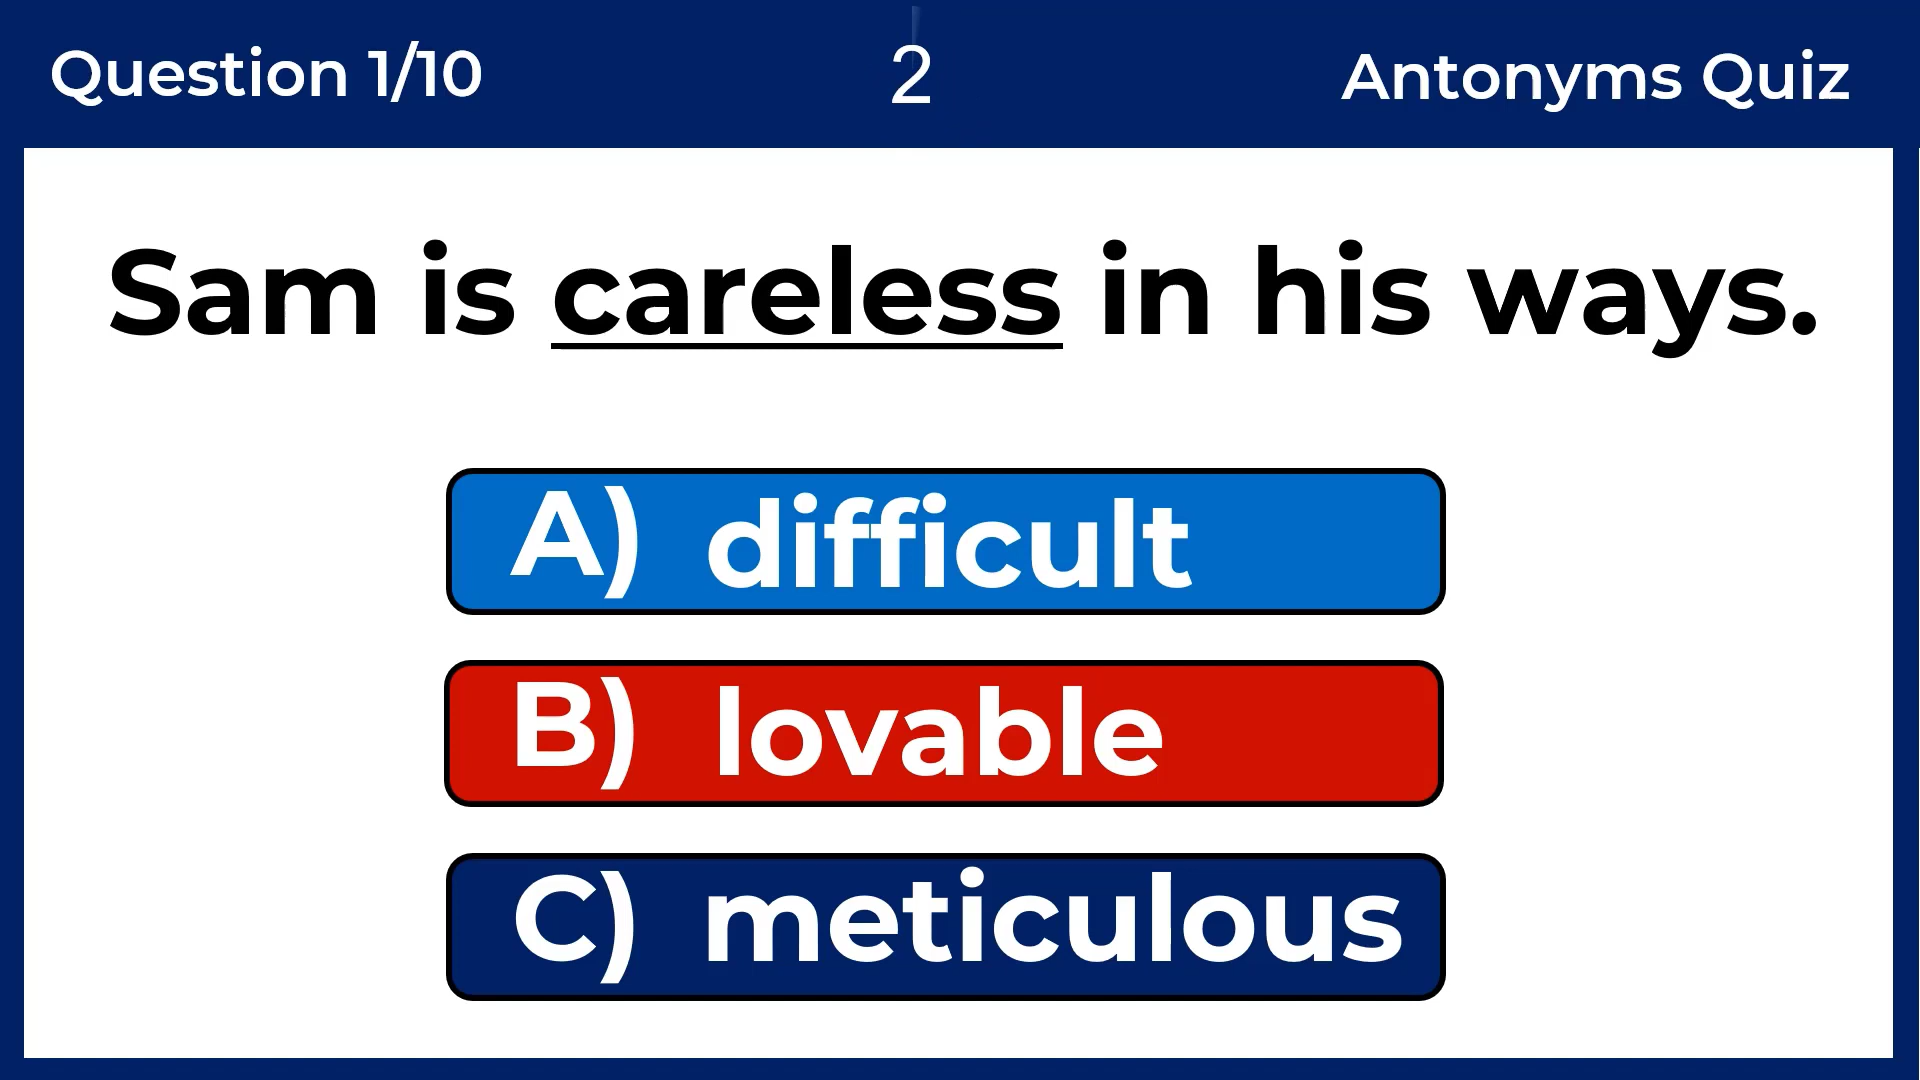 Question 1/10
2
Antonyms Quiz
Sam is careless in his ways.
A) difficult
B) lovable
C) meticulous